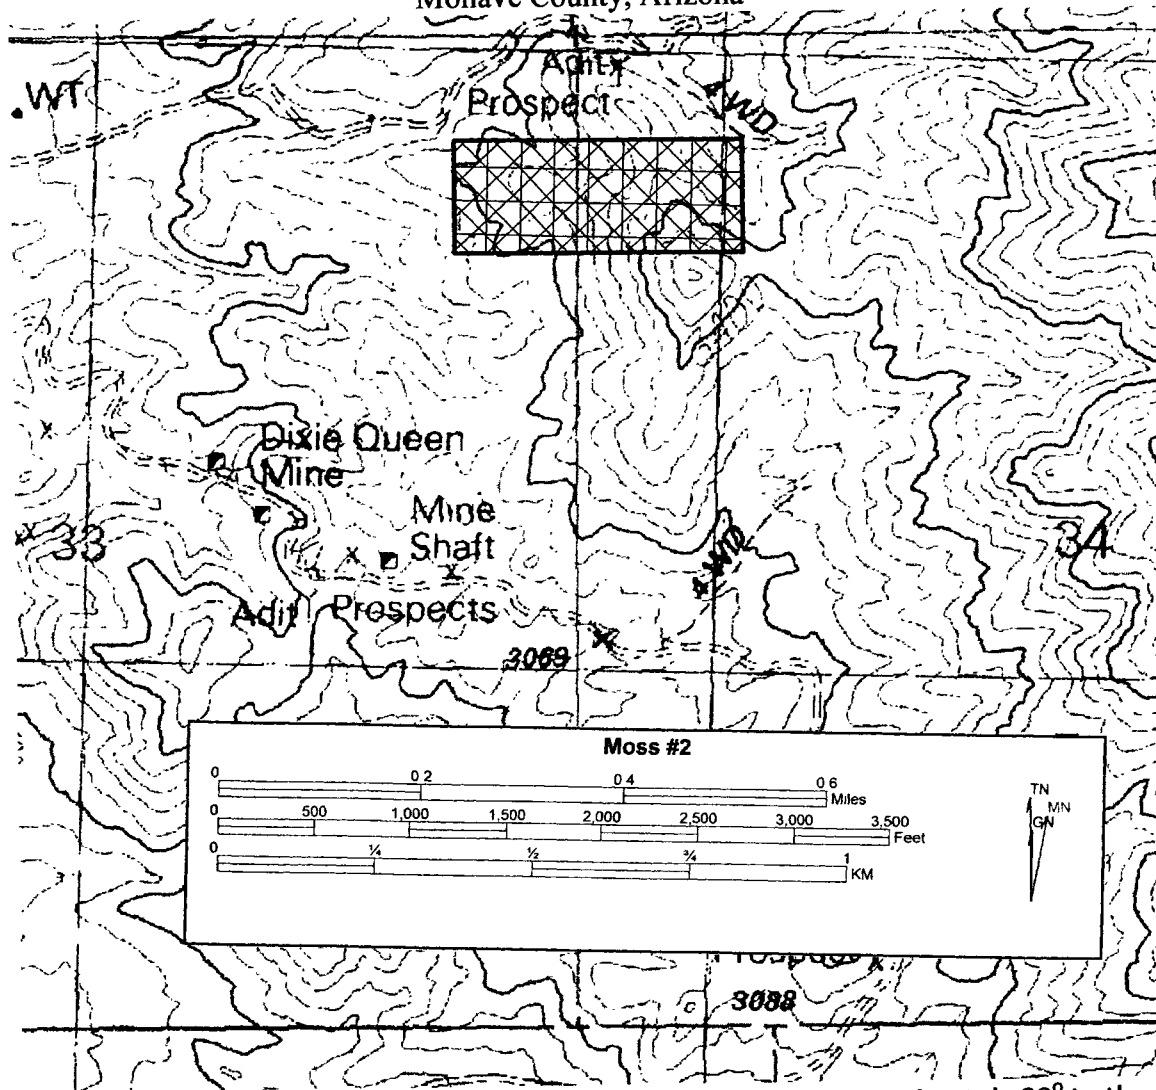 Mohave County, Arizona
Adit
WT
Prospect
4 WD
Dixie Queen
Mine
Mine
Shaft
33
34
4 WD
Adit Prospects
3069
Moss #2
0 0 2 0 4 0 6
Miles
0 500 1,000 1,500 2,000 2,500 3,000 3,500
Feet
0 ¼ ½ ¾ 1
KM
TN
MN
GN
3088